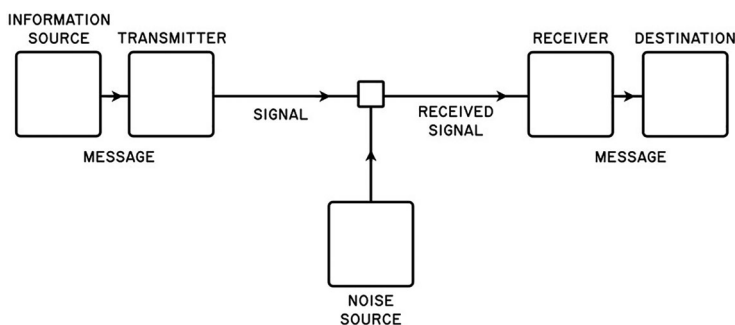 INFORMATION
SOURCE
TRANSMITTER
RECEIVER
DESTINATION
SIGNAL
RECEIVED
SIGNAL
MESSAGE
MESSAGE
NOISE
SOURCE